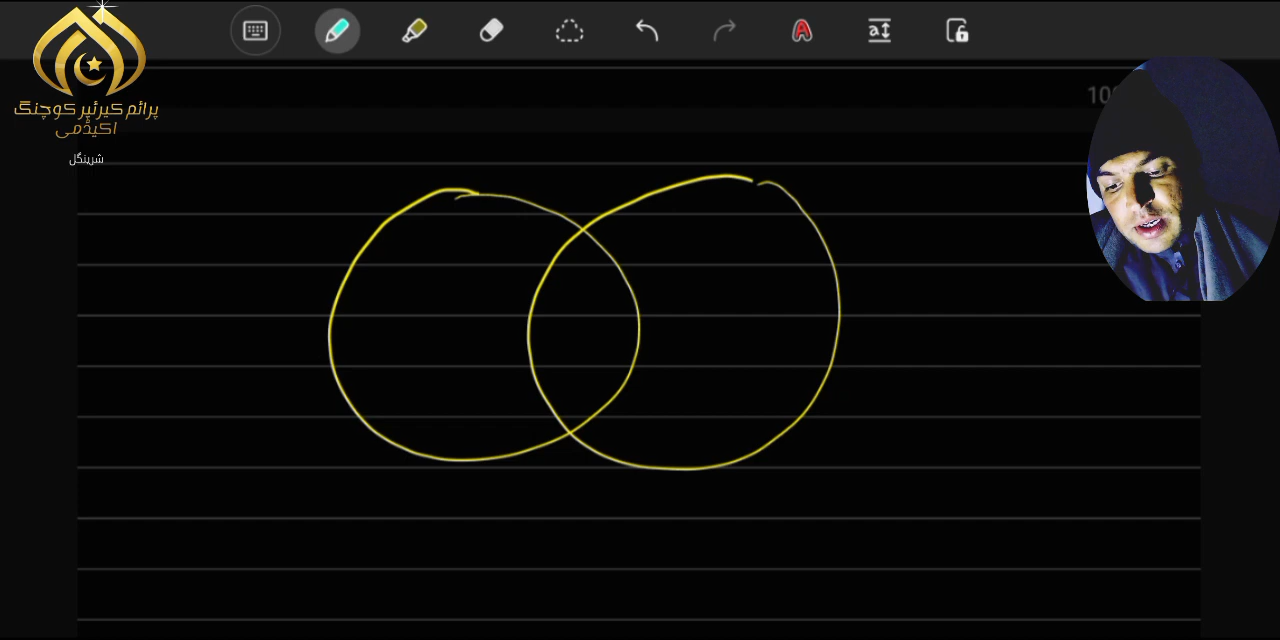 پرائم کیرئیر کوچنگ
اکیڈمی
شرینگل